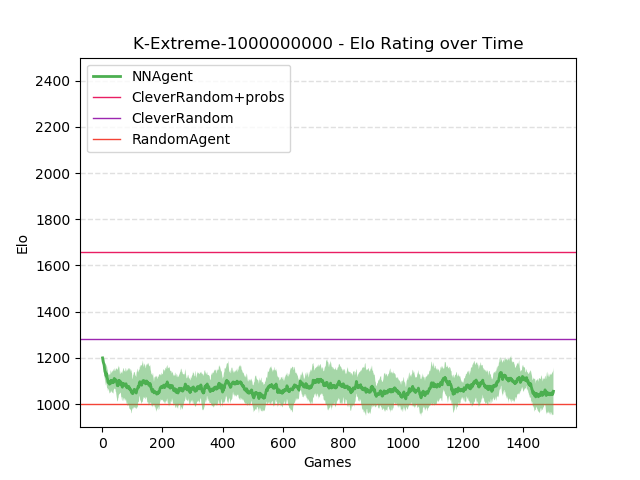 K-Extreme-1000000000 - Elo Rating over Time
NNAgent
CleverRandom+probs
CleverRandom
RandomAgent
Elo
2400
2200
2000
1800
1600
1400
1200
1000
0 200 400 600 800 1000 1200 1400
Games